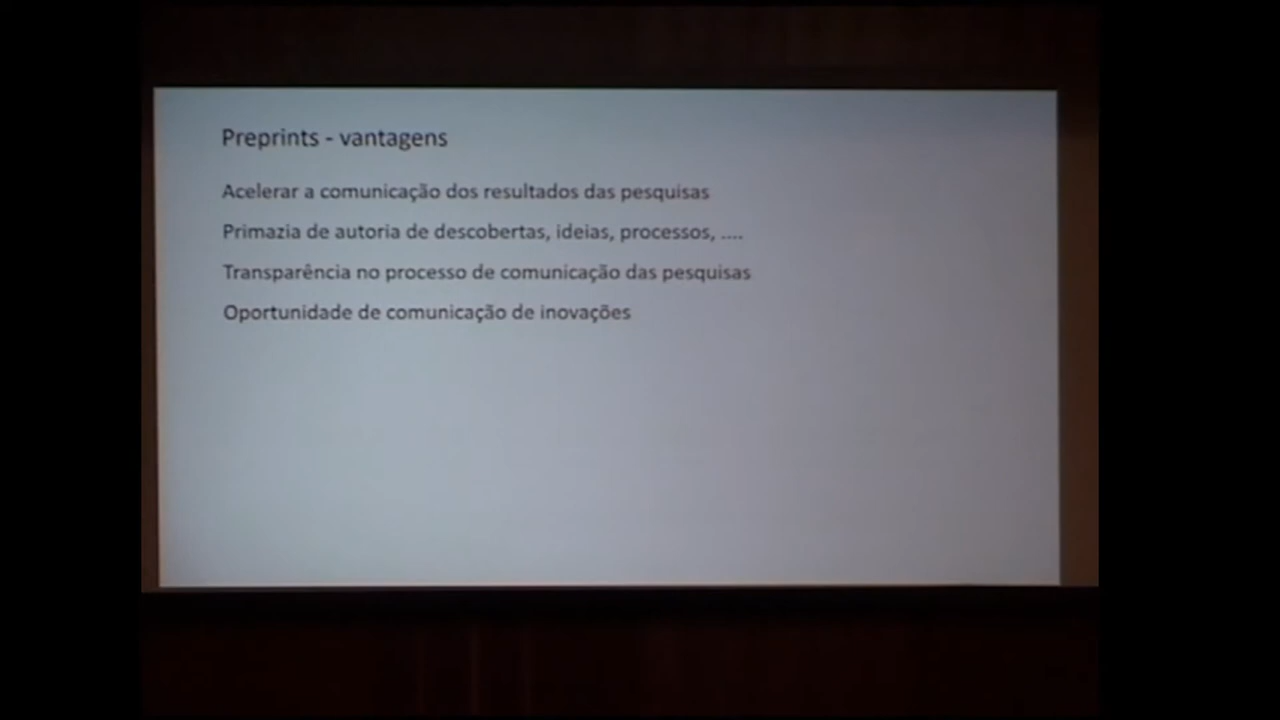 Preprints - vantagens
Acelerar a comunicação dos resultados das pesquisas
Primazia de autoria de descobertas, ideias, processos, ....
Transparência no processo de comunicação das pesquisas
Oportunidade de comunicação de inovações